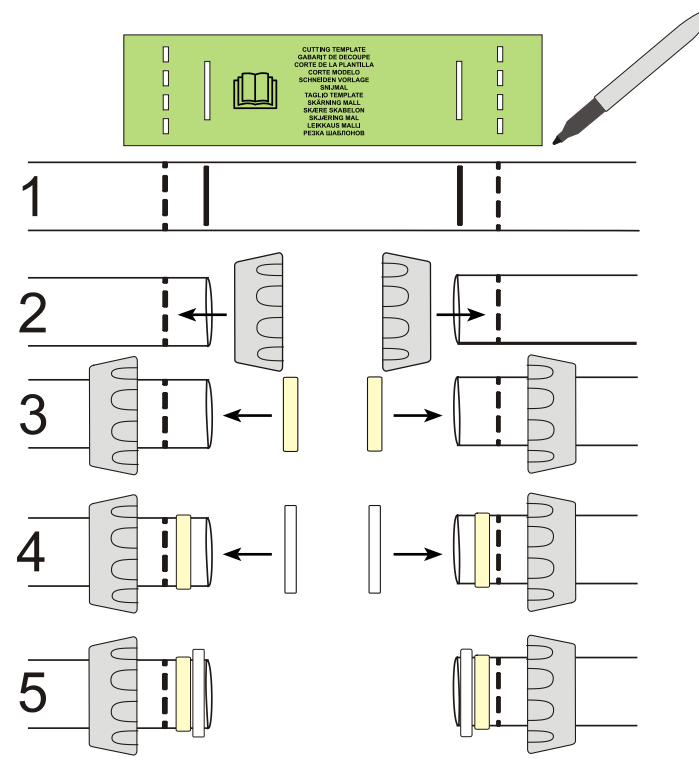 CUTTING TEMPLATE
GABARIT DE DECOUPE
CORTE DE LA PLANTILLA
CORTE MODELO
SCHNEIDEN VORLAGE
SNIJMAL
TAGLIO TEMPLATE
SKÄRNING MALL
SKÆRE SKABELON
SKJÆRING MAL
LEIKKAUS MALLI
РЕЗКА ШАБЛОНОВ
1
2
3
4
5